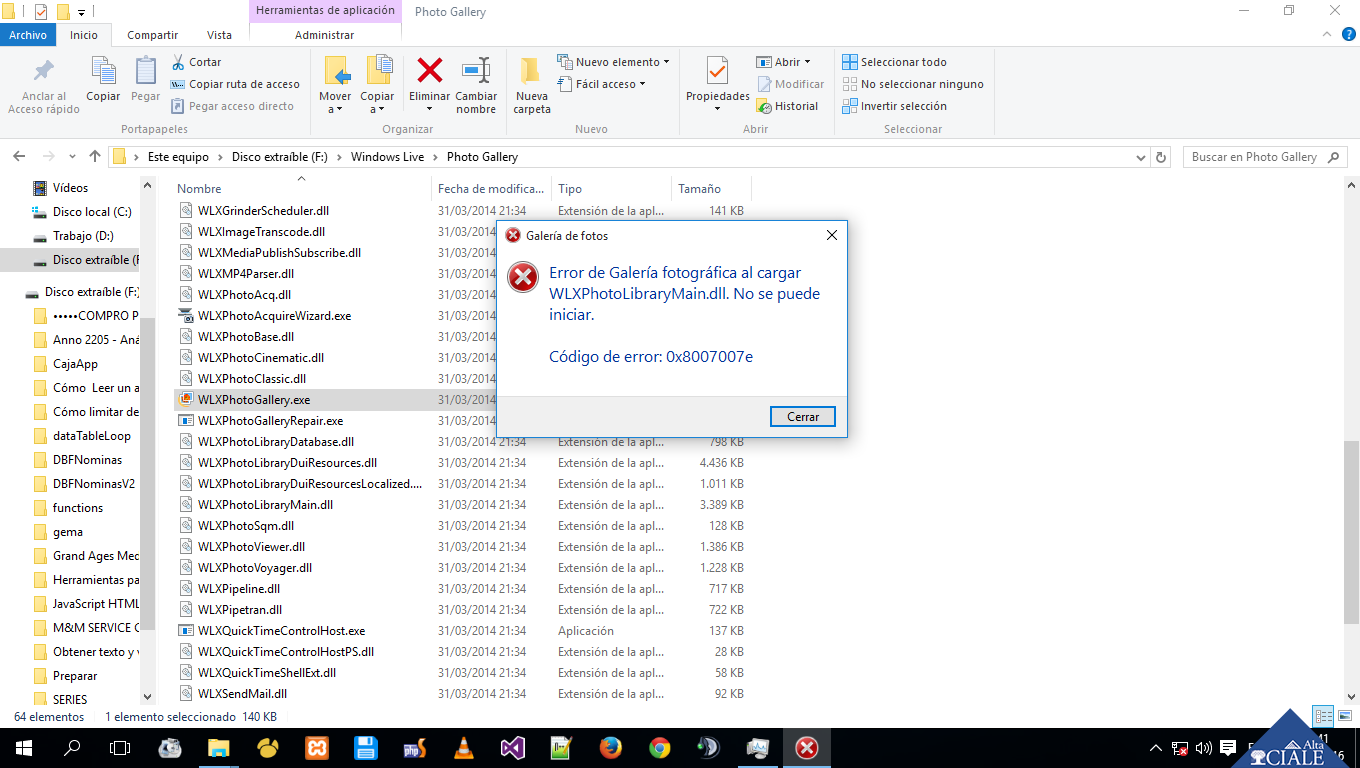 Herramientas de aplicación
Photo Gallery
Archivo
Inicio
Compartir
Vista
Administrar
Anclar al
Acceso rápido
Copiar
Pegar
Cortar
Copiar ruta de acceso
Pegar acceso directo
Portapapeles
Mover
a
Copiar
a
Eliminar
Cambiar
nombre
Organizar
Nueva
carpeta
Nuevo elemento
Fácil acceso
Nuevo
Propiedades
Abrir
Modificar
Historial
Abrir
Seleccionar todo
No seleccionar ninguno
Invertir selección
Seleccionar
Este equipo > Disco extraíble (F:) > Windows Live > Photo Gallery
Buscar en Photo Gallery
Vídeos
Disco local (C:)
Trabajo (D:)
Disco extraíble (F
Disco extraíble (F:)
•••••COMPRO P
Anno 2205 - Aná
CajaApp
Cómo Leer un a
Cómo limitar de
dataTableLoop
DBFNominas
DBFNominasV2
functions
gema
Grand Ages Med
Herramientas pa
JavaScript HTML
M&M SERVICE C
Obtener texto y v
Preparar
SERIES
Nombre Fecha de modifica... Tipo Tamaño
WLXGrinderScheduler.dll 31/03/2014 21:34 Extensión de la apl... 141 KB
WLXImageTranscode.dll 31/03/2014 21:34
WLXMediaPublishSubscribe.dll 31/03/2014 21:34
WLXMP4Parser.dll 31/03/2014 21:34
WLXPhotoAcq.dll 31/03/2014 21:34
WLXPhotoAcquireWizard.exe 31/03/2014 21:34
WLXPhotoBase.dll 31/03/2014 21:34
WLXPhotoCinematic.dll 31/03/2014 21:34
WLXPhotoClassic.dll 31/03/2014 21:34
WLXPhotoGallery.exe 31/03/2014 21:34
WLXPhotoGalleryRepair.exe 31/03/2014 21:34
WLXPhotoLibraryDatabase.dll 31/03/2014 21:34 Extensión de la apl... 798 KB
WLXPhotoLibraryDuiResources.dll 31/03/2014 21:34 Extensión de la apl... 4.436 KB
WLXPhotoLibraryDuiResourcesLocalized.... 31/03/2014 21:34 Extensión de la apl... 1.011 KB
WLXPhotoLibraryMain.dll 31/03/2014 21:34 Extensión de la apl... 3.389 KB
WLXPhotoSqm.dll 31/03/2014 21:34 Extensión de la apl... 128 KB
WLXPhotoViewer.dll 31/03/2014 21:34 Extensión de la apl... 1.386 KB
WLXPhotoVoyager.dll 31/03/2014 21:34 Extensión de la apl... 1.228 KB
WLXPipeline.dll 31/03/2014 21:34 Extensión de la apl... 717 KB
WLXPipetran.dll 31/03/2014 21:34 Extensión de la apl... 722 KB
WLXQuickTimeControlHost.exe 31/03/2014 21:34 Aplicación 137 KB
WLXQuickTimeControlHostPS.dll 31/03/2014 21:34 Extensión de la apl... 28 KB
WLXQuickTimeShellExt.dll 31/03/2014 21:34 Extensión de la apl... 58 KB
WLXSendMail.dll 31/03/2014 21:34 Extensión de la apl... 92 KB
Galería de fotos
Error de Galería fotográfica al cargar
WLXPhotoLibraryMain.dll. No se puede
iniciar.
Código de error: 0x8007007e
Cerrar
64 elementos 1 elemento seleccionado 140 KB
php5
Alta
CIALE